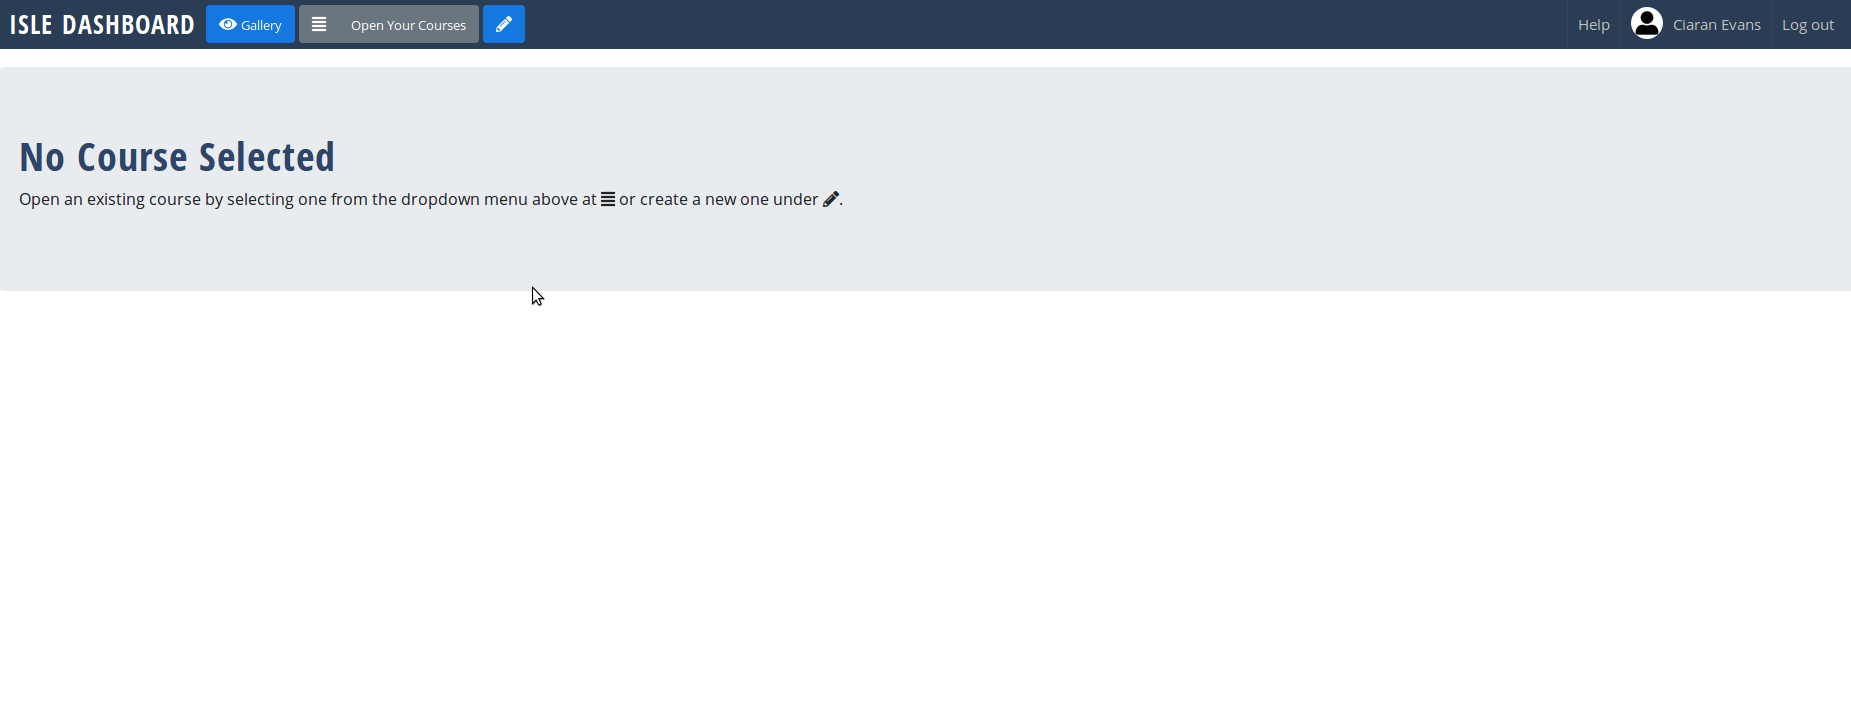 ISLE DASHBOARD Gallery Open Your Courses Help Ciaran Evans Log out
No Course Selected
Open an existing course by selecting one from the dropdown menu above at or create a new one under .